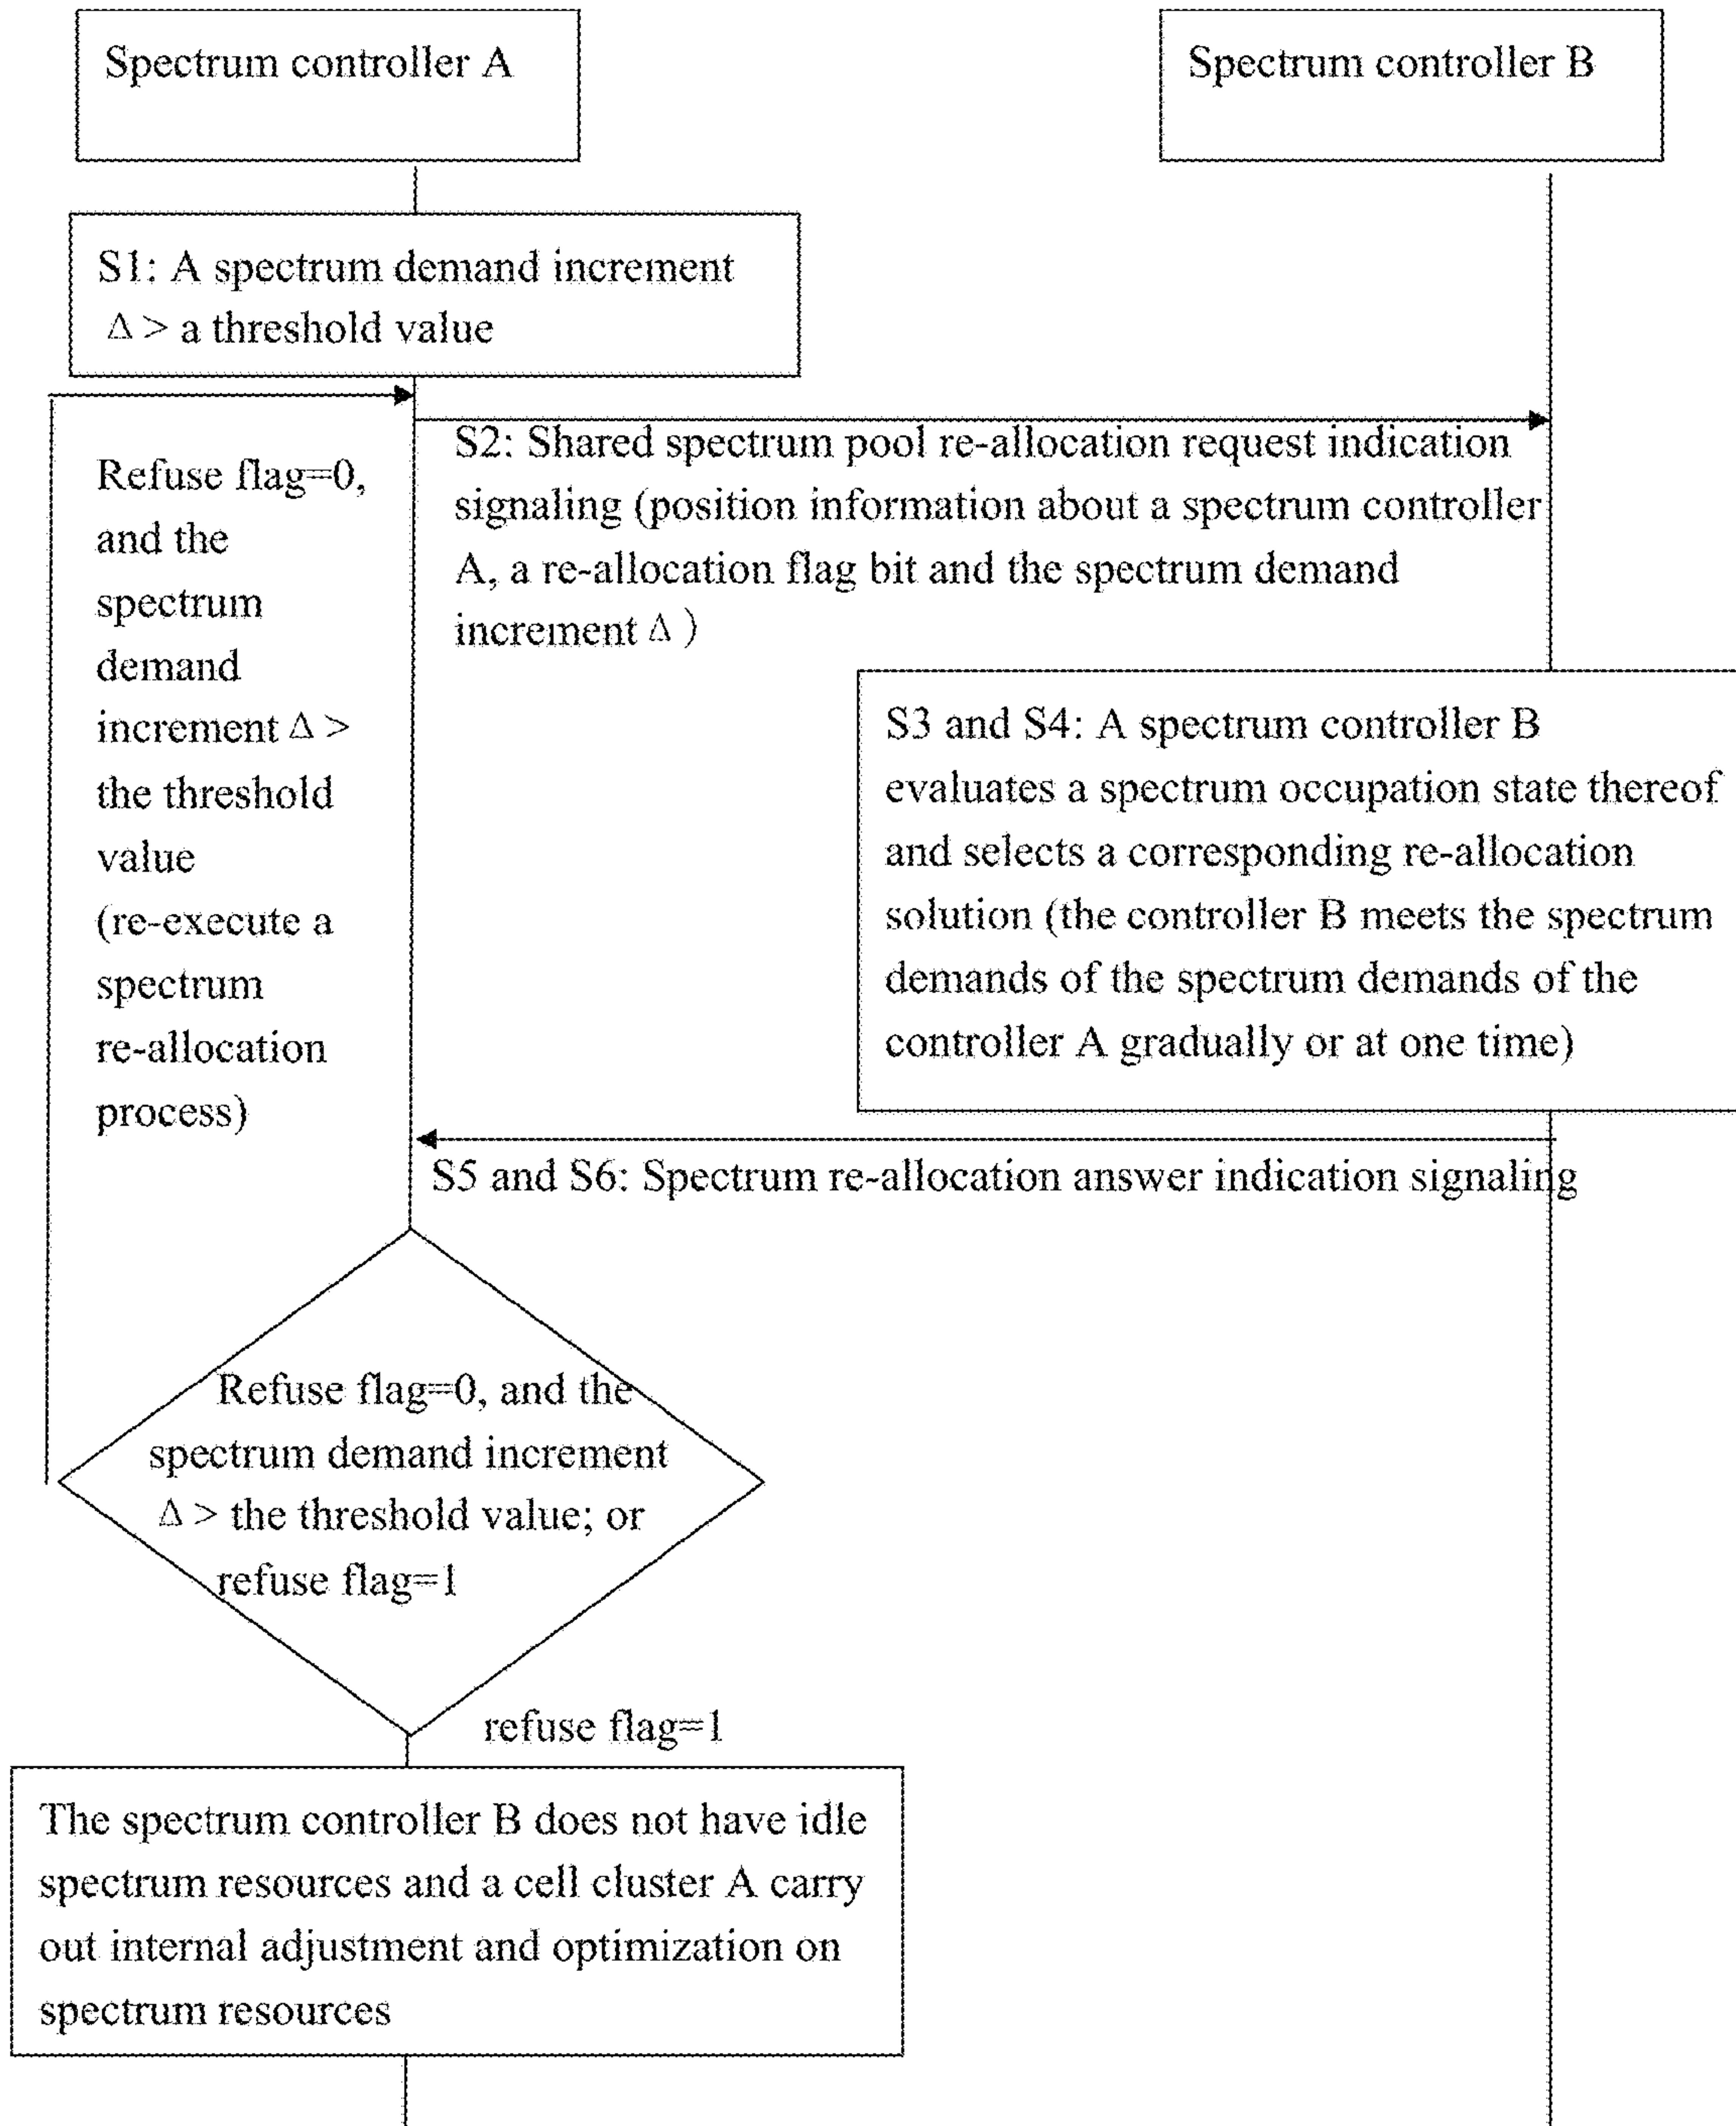 Spectrum controller A
Spectrum controller B
S1: A spectrum demand increment
Δ > a threshold value
S2: Shared spectrum pool re-allocation request indication
signaling (position information about a spectrum controller
A, a re-allocation flag bit and the spectrum demand
increment Δ )
Refuse flag=0,
and the
spectrum
demand
increment Δ >
the threshold
value
(re-execute a
spectrum
re-allocation
process)
S3 and S4: A spectrum controller B
evaluates a spectrum occupation state thereof
and selects a corresponding re-allocation
solution (the controller B meets the spectrum
demands of the spectrum demands of the
controller A gradually or at one time)
S5 and S6: Spectrum re-allocation answer indication signaling
Refuse flag=0, and the
spectrum demand increment
Δ > the threshold value; or
refuse flag=1
refuse flag=1
The spectrum controller B does not have idle
spectrum resources and a cell cluster A carry
out internal adjustment and optimization on
spectrum resources